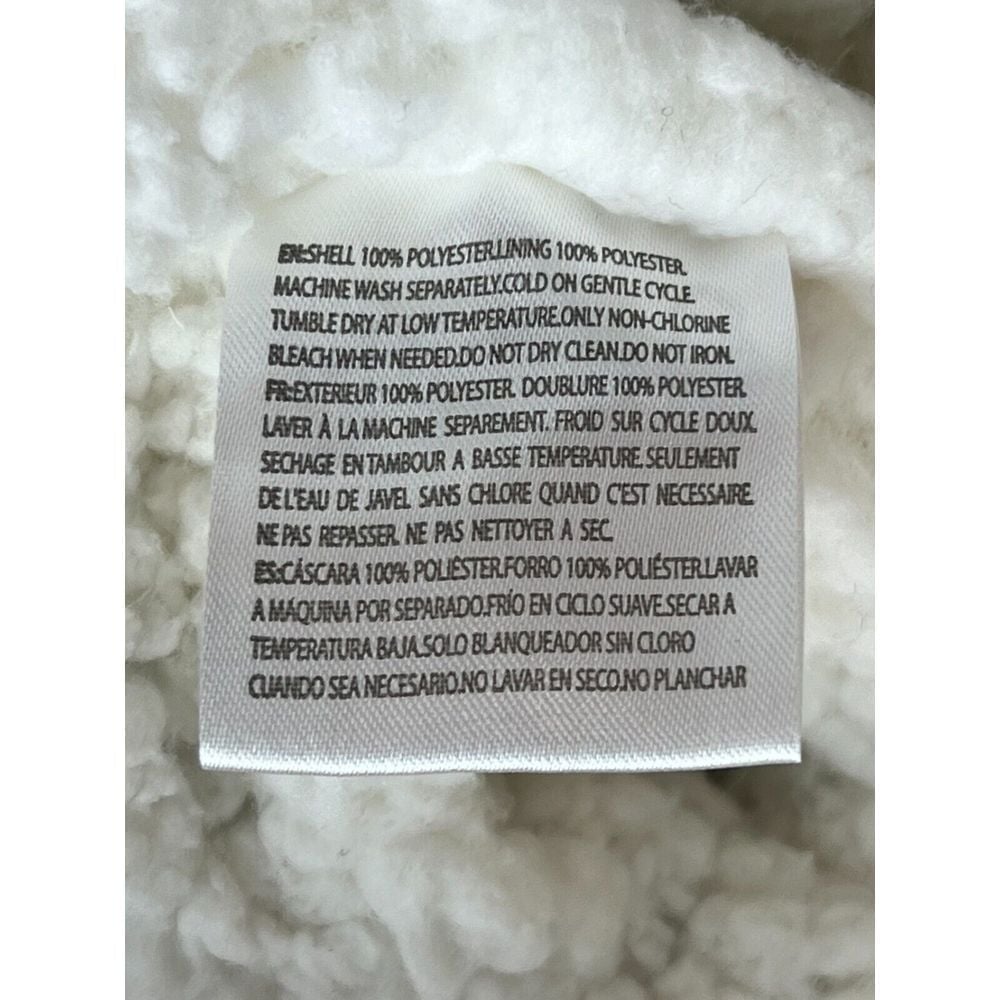 EN:SHELL 100% POLYESTER.LINING 100% POLYESTER.
MACHINE WASH SEPARATELY.COLD ON GENTLE CYCLE.
TUMBLE DRY AT LOW TEMPERATURE.ONLY NON-CHLORINE
BLEACH WHEN NEEDED.DO NOT DRY CLEAN.DO NOT IRON.
FR:EXTERIEUR 100% POLYESTER. DOUBLURE 100% POLYESTER.
LAVER À LA MACHINE SEPAREMENT. FROID SUR CYCLE DOUX.
SECHAGE EN TAMBOUR A BASSE TEMPERATURE.SEULEMENT
DE L'EAU DE JAVEL SANS CHLORE QUAND C'EST NECESSAIRE.
NE PAS REPASSER. NE PAS NETTOYER A SEC.
ES:CÁSCARA 100% POLIÉSTER.FORRO 100% POLIÉSTER.LAVAR
A MÁQUINA POR SEPARADO.FRÍO EN CICLO SUAVE.SECAR A
TEMPERATURA BAJA.SOLO BLANQUEADOR SIN CLORO
CUANDO SEA NECESARIO.NO LAVAR EN SECO.NO PLANCHAR